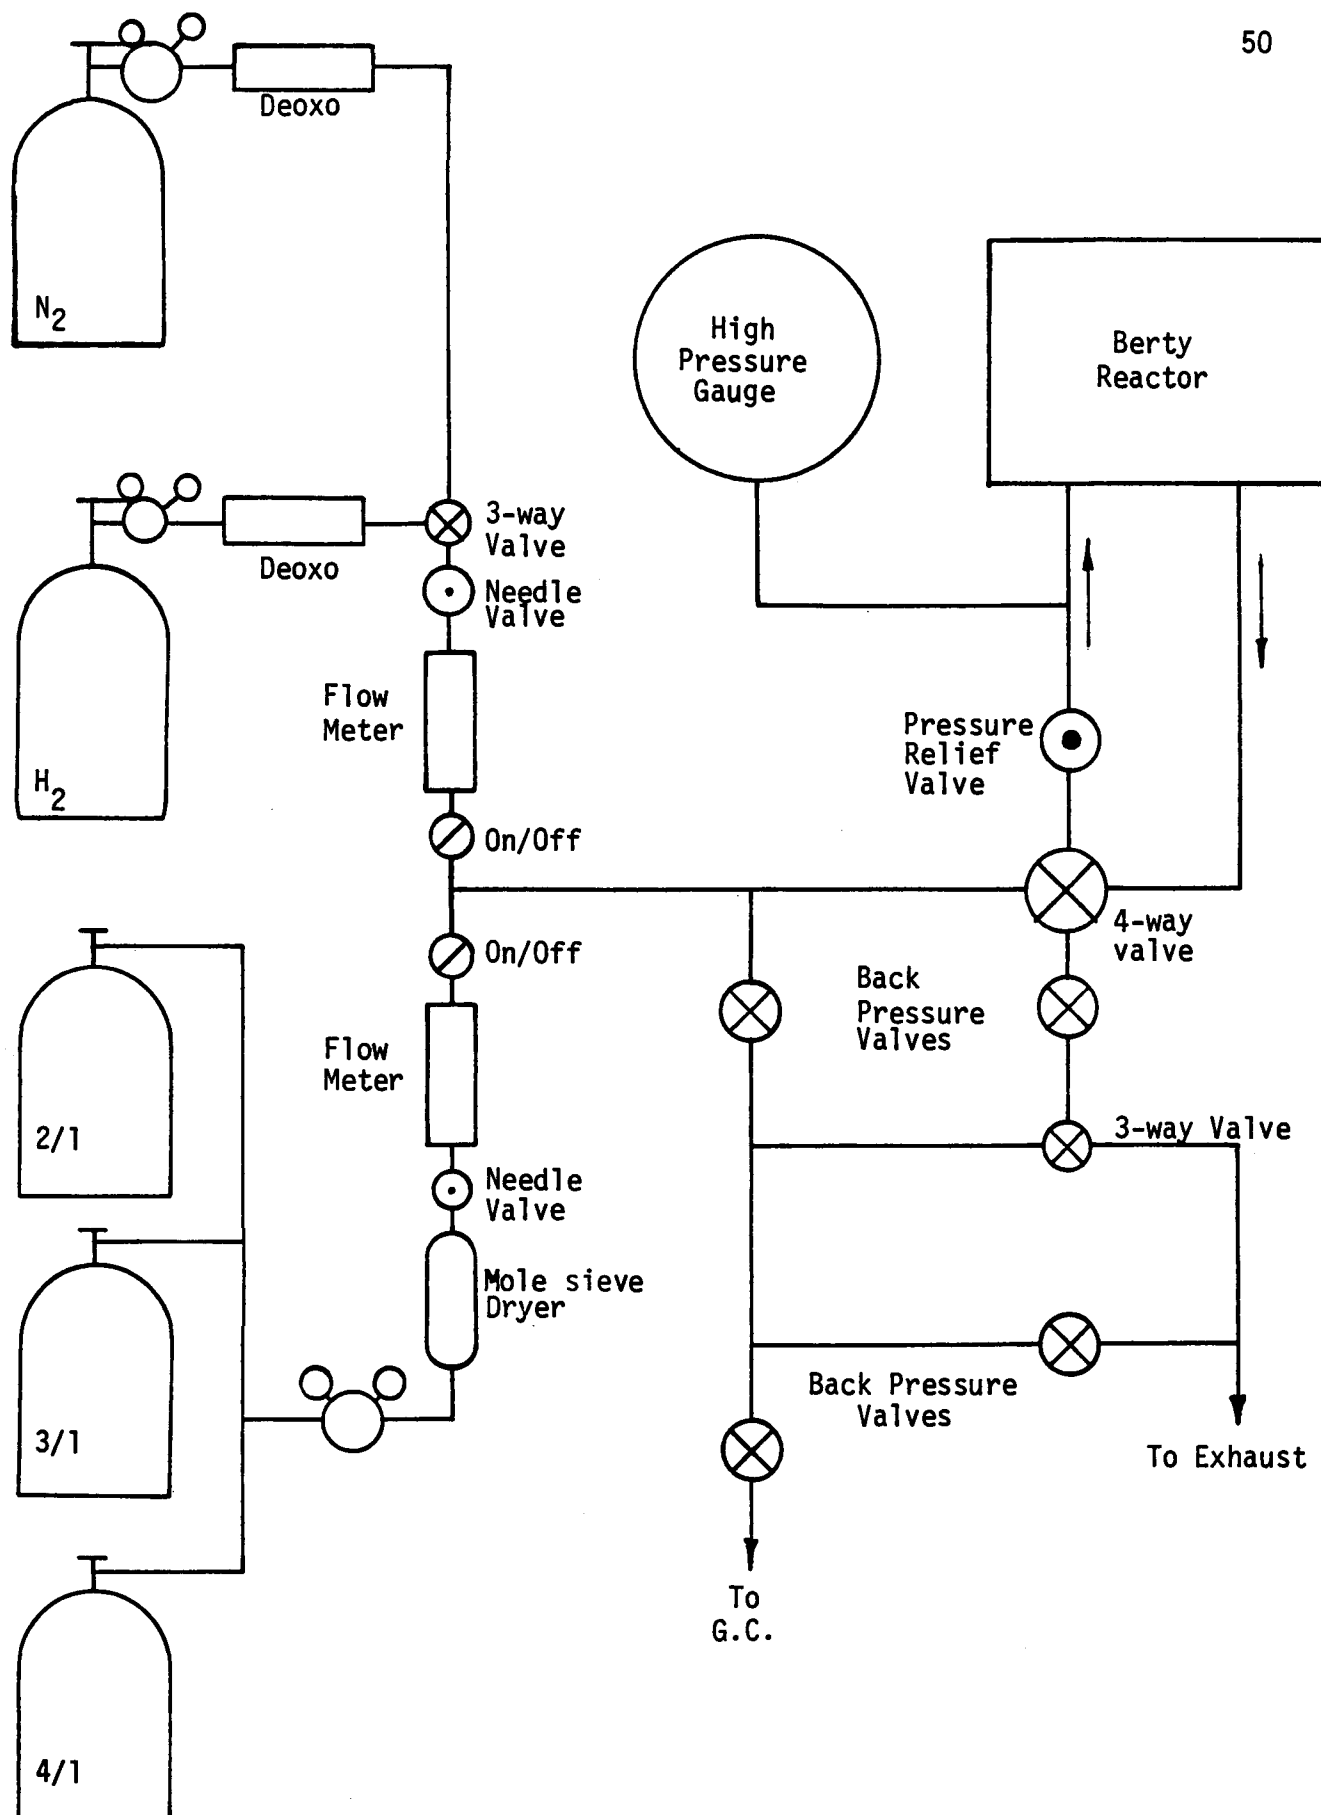 50
Deoxo
N2
High
Pressure
Gauge
Berty
Reactor
3-way
Valve
Deoxo
Needle
Valve
Flow
Meter
Pressure
Relief
Valve
H2
On/Off
4-way
valve
On/Off
Back
Pressure
Valves
Flow
Meter
2/1
3-way Valve
Needle
Valve
Mole sieve
Dryer
Back Pressure
Valves
3/1
To Exhaust
To
G.C.
4/1